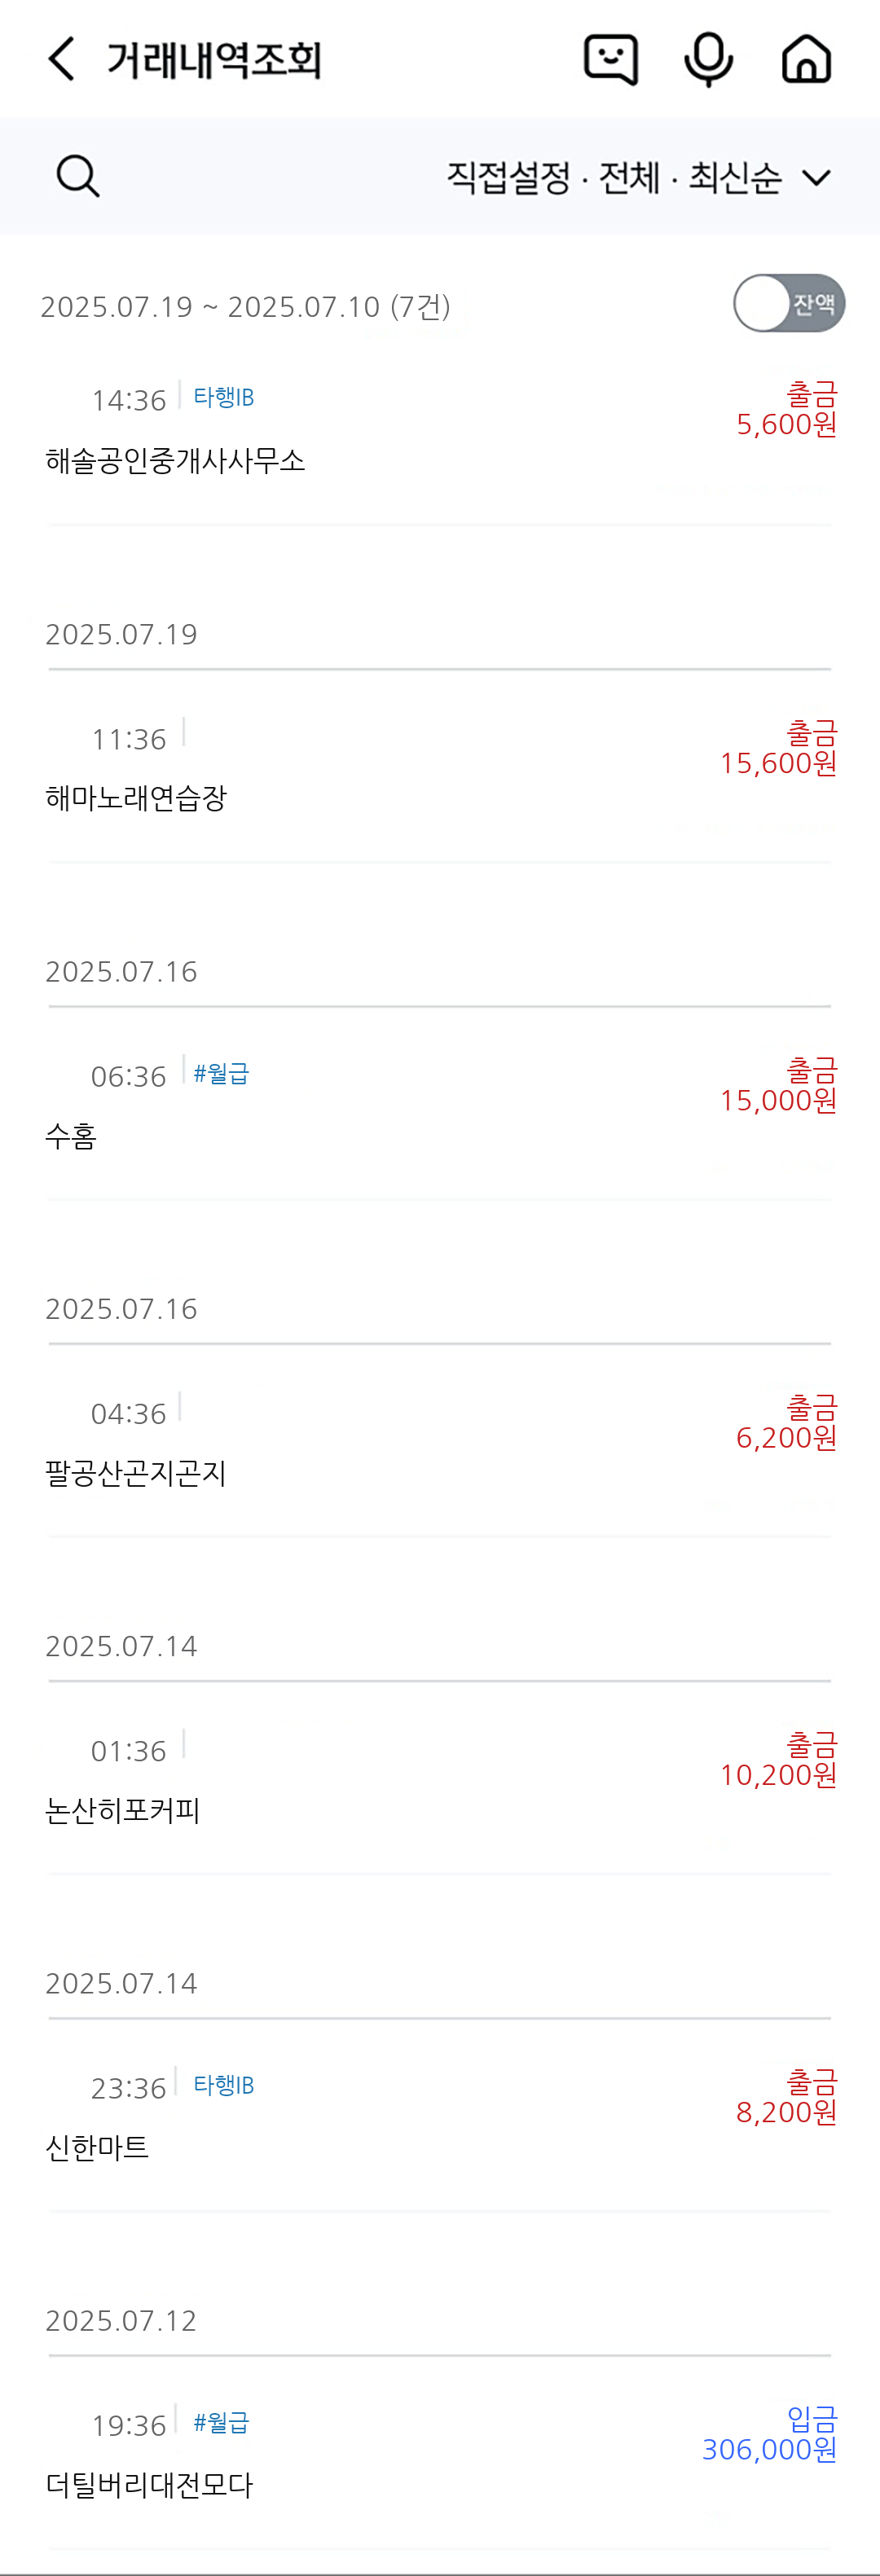 거래내역조회
직접설정 · 전체 · 최신순
2025.07.19 ~ 2025.07.10 (7건)
잔액
14:36 타행IB 출금
5,600원
해솔공인중개사사무소
2025.07.19
11:36 출금
15,600원
해마노래연습장
2025.07.16
06:36 #월급 출금
15,000원
수홈
2025.07.16
04:36 출금
6,200원
팔공산곤지곤지
2025.07.14
01:36 출금
10,200원
논산히포커피
2025.07.14
23:36 타행IB 출금
8,200원
신한마트
2025.07.12
19:36 #월급 입금
306,000원
더틸버리대전모다